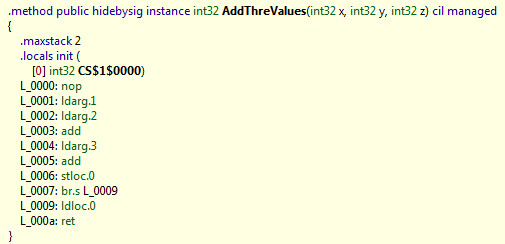 .method public hidebysig instance int32 AddThreValues(int32 x, int32 y, int32 z) cil managed
{
.maxstack 2
.locals init (
[0] int32 CS$1$0000)
L_0000: nop
L_0001: ldarg.1
L_0002: ldarg.2
L_0003: add
L_0004: ldarg.3
L_0005: add
L_0006: stloc.0
L_0007: br.s L_0009
L_0009: ldloc.0
L_000a: ret
}